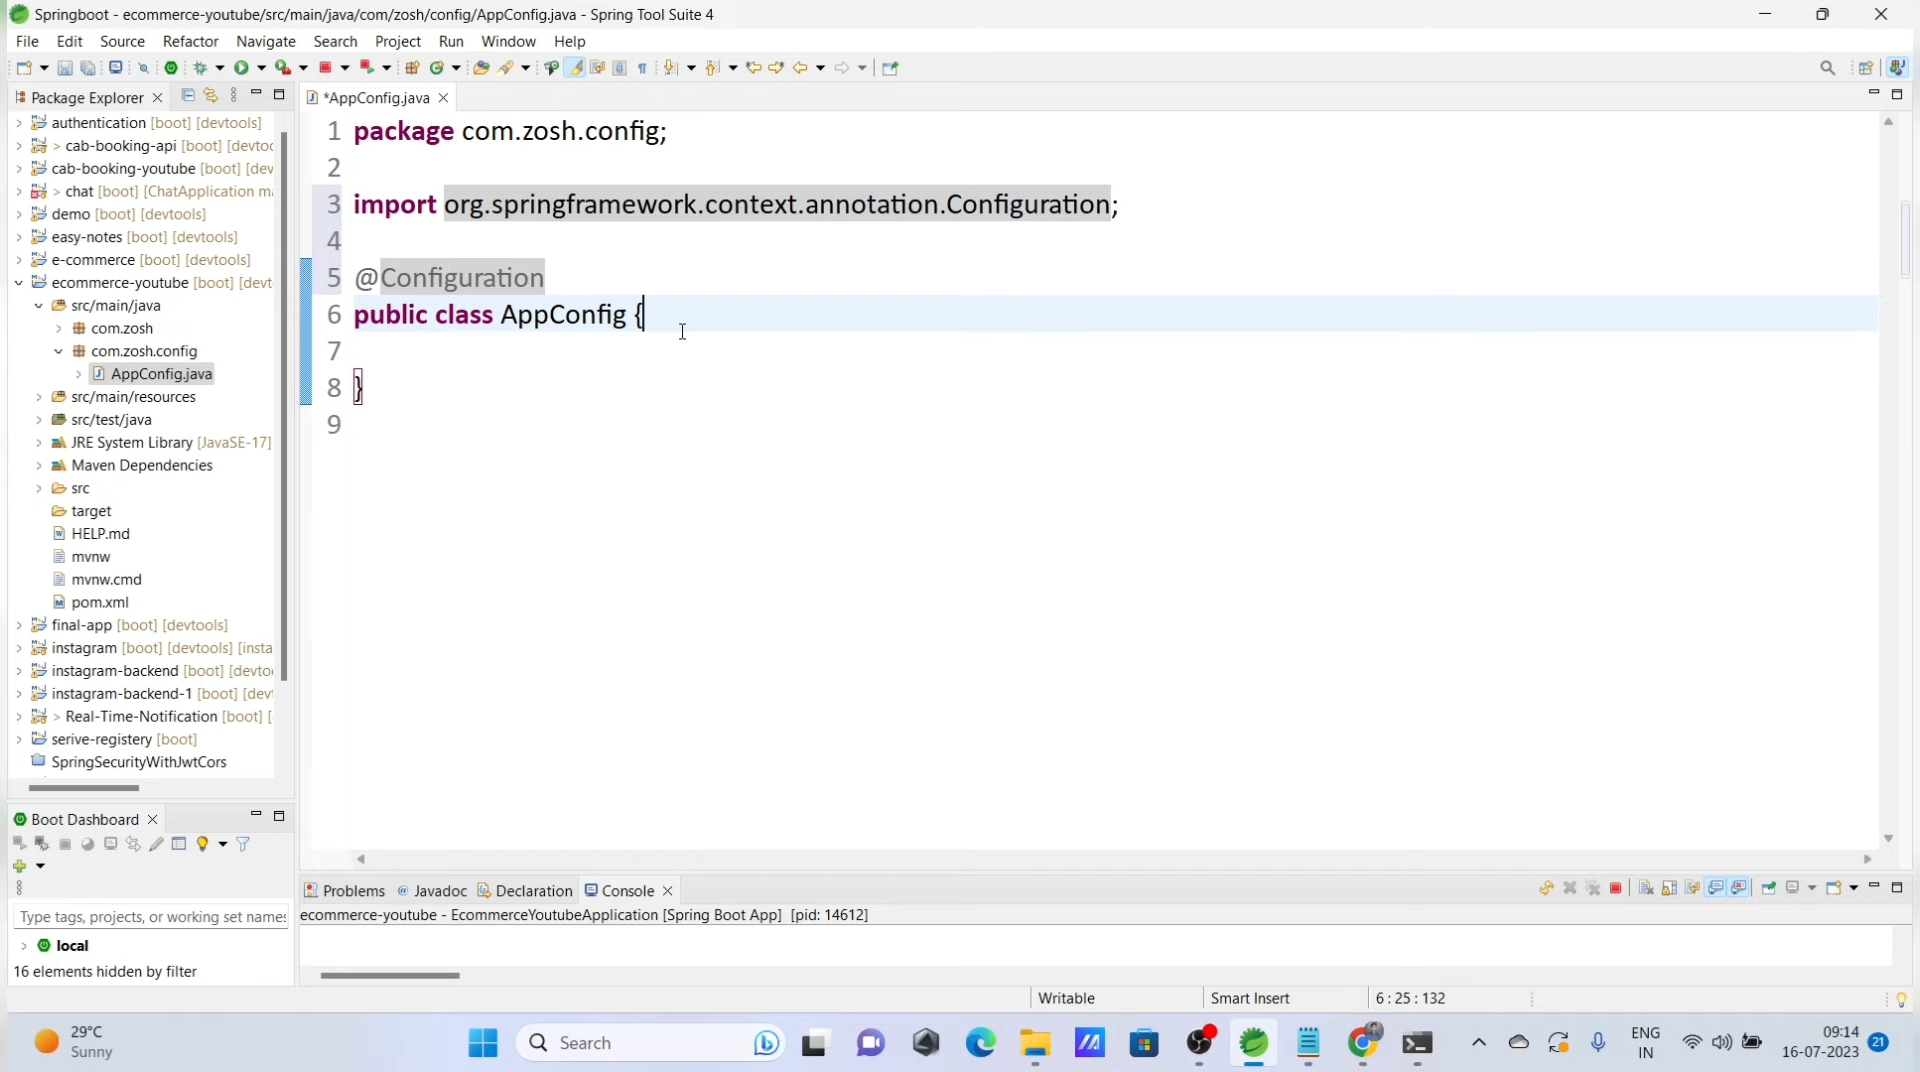 Springboot - ecommerce-youtube/src/main/java/com/zosh/config/AppConfig.java - Spring Tool Suite 4
File Edit Source Refactor Navigate Search Project Run Window Help
Package Explorer
authentication [boot] [devtools]
> cab-booking-api [boot] [devtoo
cab-booking-youtube [boot] [dev
> chat [boot] [ChatApplication ma
demo [boot] [devtools]
easy-notes [boot] [devtools]
e-commerce [boot] [devtools]
ecommerce-youtube [boot] [devt
src/main/java
com.zosh
com.zosh.config
AppConfig.java
src/main/resources
src/test/java
JRE System Library [JavaSE-17]
Maven Dependencies
src
target
HELP.md
mvnw
mvnw.cmd
pom.xml
final-app [boot] [devtools]
instagram [boot] [devtools] [insta
instagram-backend [boot] [devto
instagram-backend-1 [boot] [dev
> Real-Time-Notification [boot] [
serive-registery [boot]
SpringSecurityWithJwtCors
*AppConfig.java
1 package com.zosh.config;
2
3 import org.springframework.context.annotation.Configuration;
4
5 @Configuration
6 public class AppConfig {
7
8 }
9
Boot Dashboard
Type tags, projects, or working set names
local
16 elements hidden by filter
Problems @ Javadoc Declaration Console
ecommerce-youtube - EcommerceYoutubeApplication [Spring Boot App] [pid: 14612]
Writable Smart Insert 6 : 25 : 132
29°C
Sunny
Search
ENG
IN
09:14
16-07-2023
21